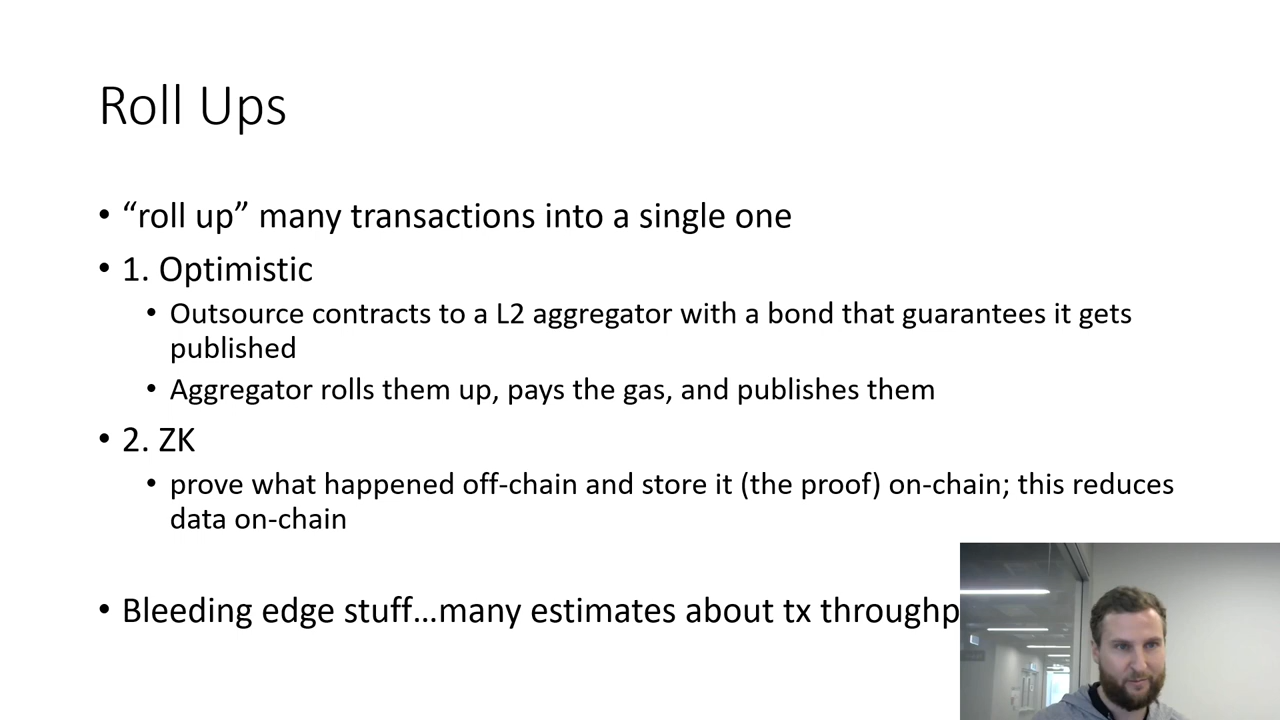 Roll Ups
• “roll up” many transactions into a single one
• 1. Optimistic
• Outsource contracts to a L2 aggregator with a bond that guarantees it gets
published
• Aggregator rolls them up, pays the gas, and publishes them
• 2. ZK
• prove what happened off-chain and store it (the proof) on-chain; this reduces
data on-chain
• Bleeding edge stuff...many estimates about tx